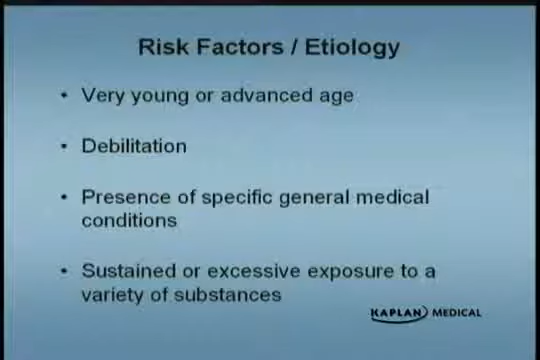 Risk Factors / Etiology
• Very young or advanced age
• Debilitation
• Presence of specific general medical
conditions
• Sustained or excessive exposure to a
variety of substances
KAPLAN MEDICAL